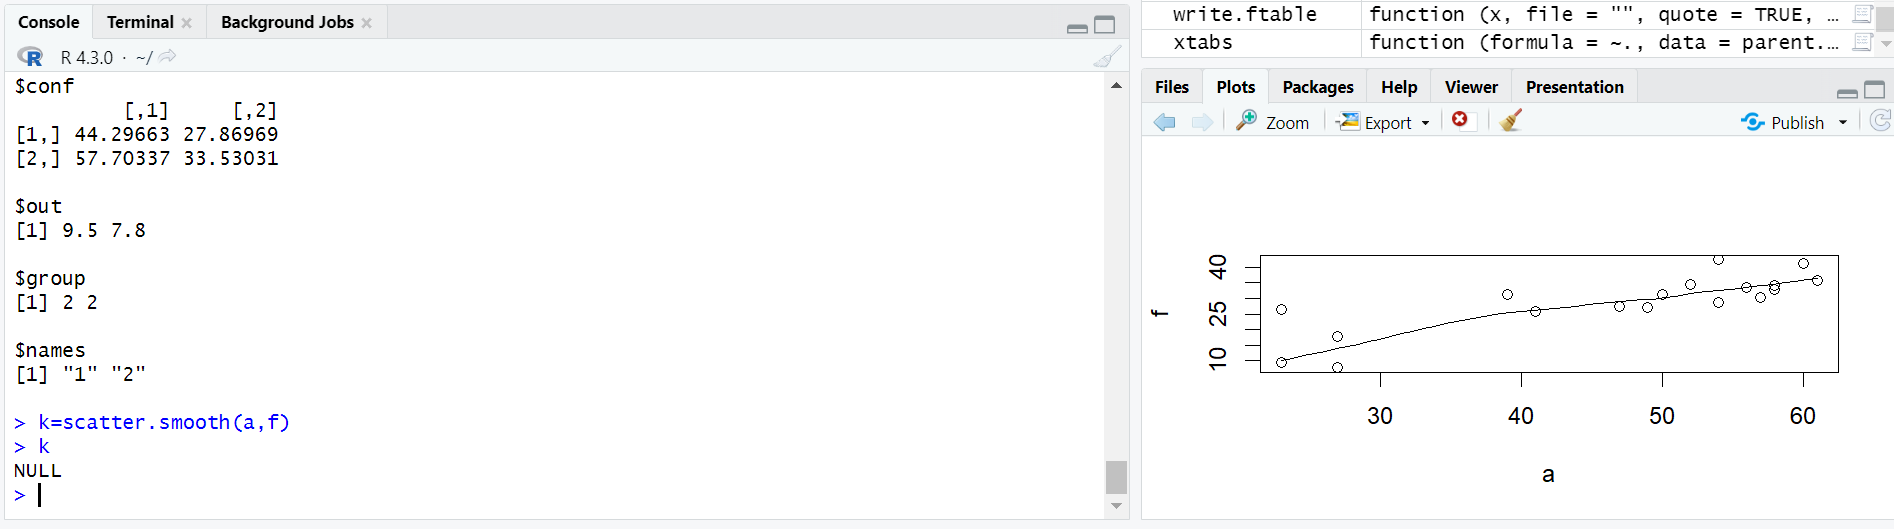 Console Terminal Background Jobs
R 4.3.0 · ~/
$conf
[,1] [,2]
[1,] 44.29663 27.86969
[2,] 57.70337 33.53031
$out
[1] 9.5 7.8
$group
[1] 2 2
$names
[1] "1" "2"
> k=scatter.smooth(a,f)
> k
NULL
>
write.ftable function (x, file = "", quote = TRUE, …
xtabs function (formula = ~., data = parent.…
Files Plots Packages Help Viewer Presentation
Zoom Export Publish
f
10 25 40
30 40 50 60
a